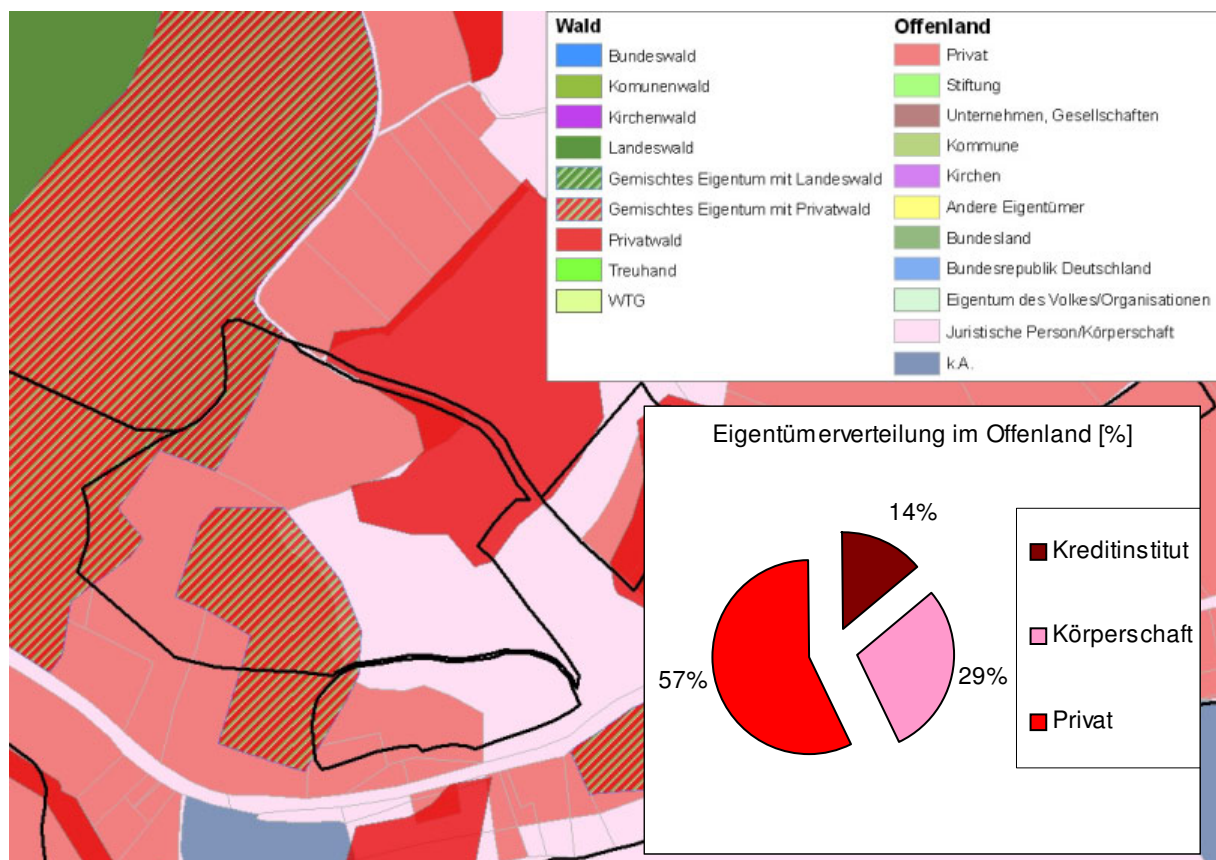 Wald
Bundeswald
Komunenwald
Kirchenwald
Landeswald
Gemischtes Eigentum mit Landeswald
Gemischtes Eigentum mit Privatwald
Privatwald
Treuhand
WTG
Offenland
Privat
Stiftung
Unternehmen, Gesellschaften
Kommune
Kirchen
Andere Eigentümer
Bundesland
Bundesrepublik Deutschland
Eigentum des Volkes/Organisationen
Juristische Person/Körperschaft
k.A.
Eigentümerverteilung im Offenland [%]
14%
29%
57%
Kreditinstitut
Körperschaft
Privat